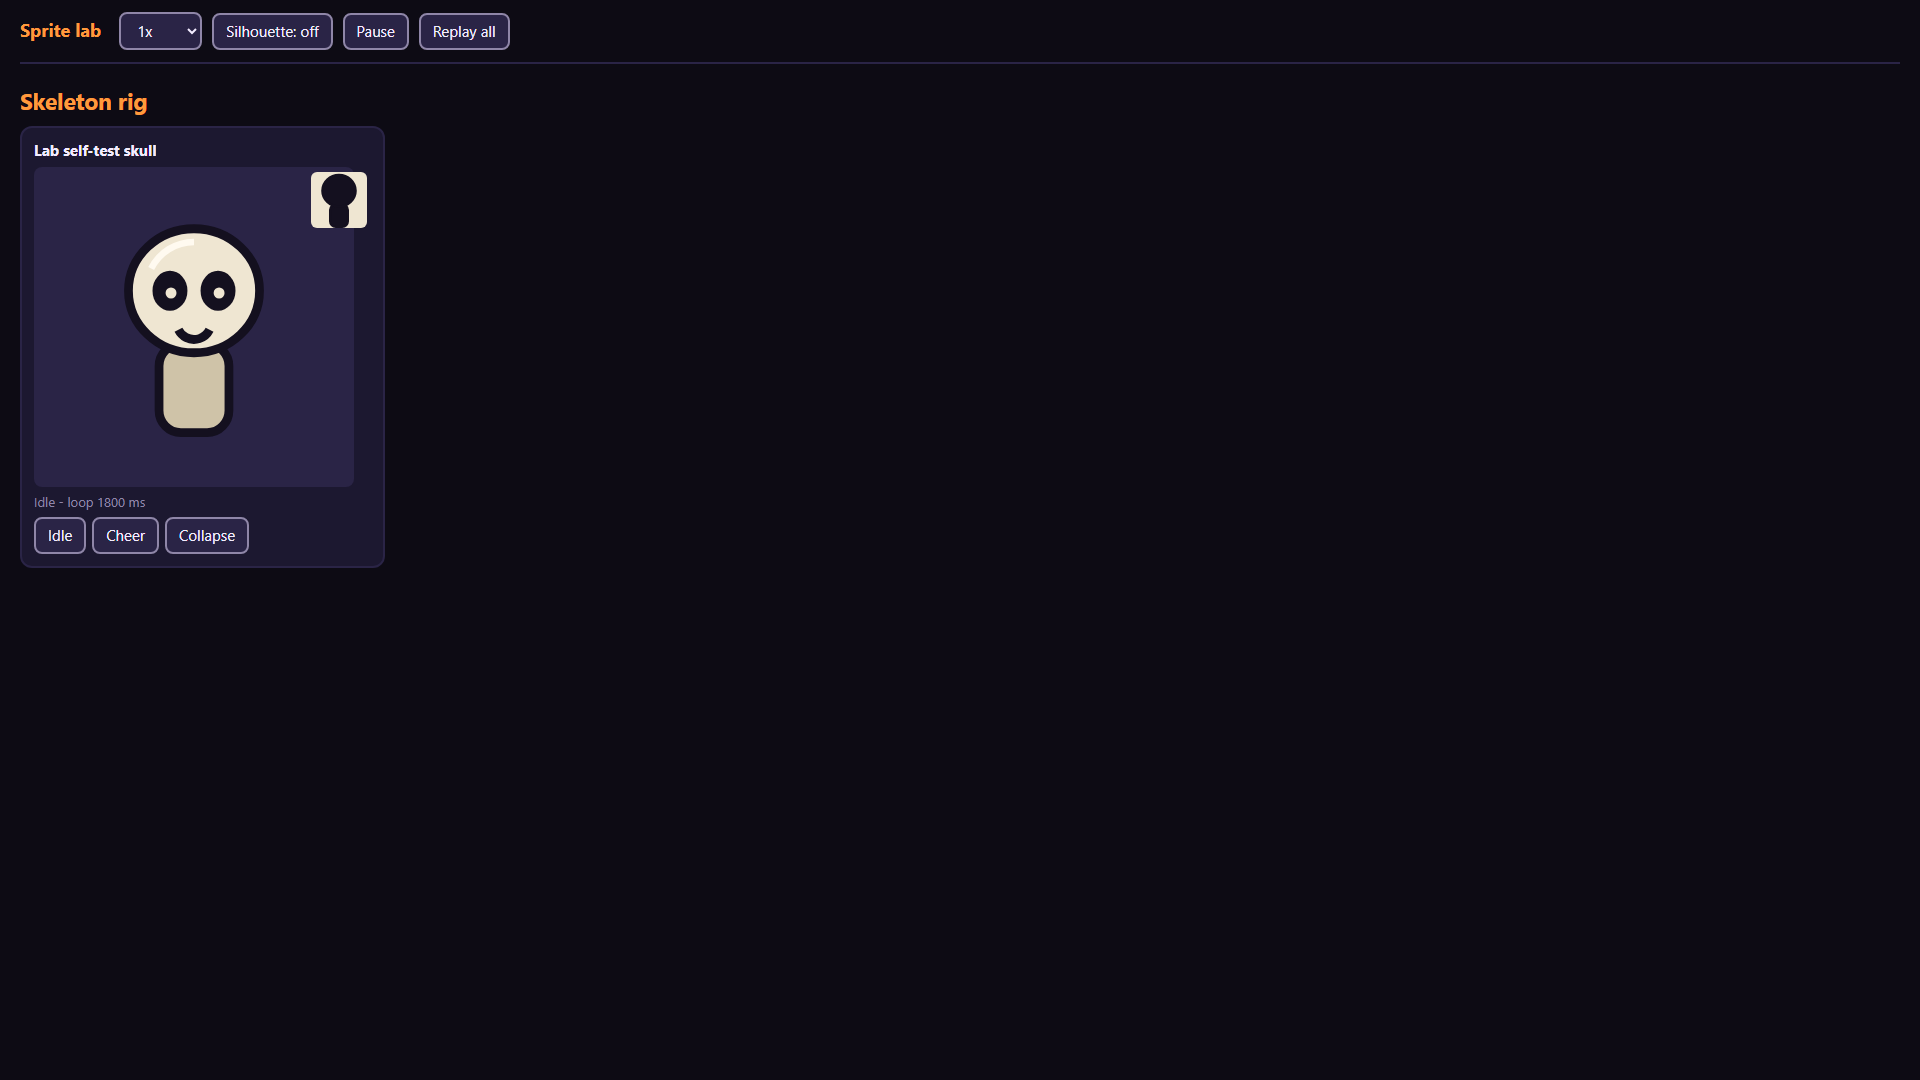 Sprite lab 1x Silhouette: off Pause Replay all
Skeleton rig
Lab self-test skull
Idle - loop 1800 ms
Idle Cheer Collapse